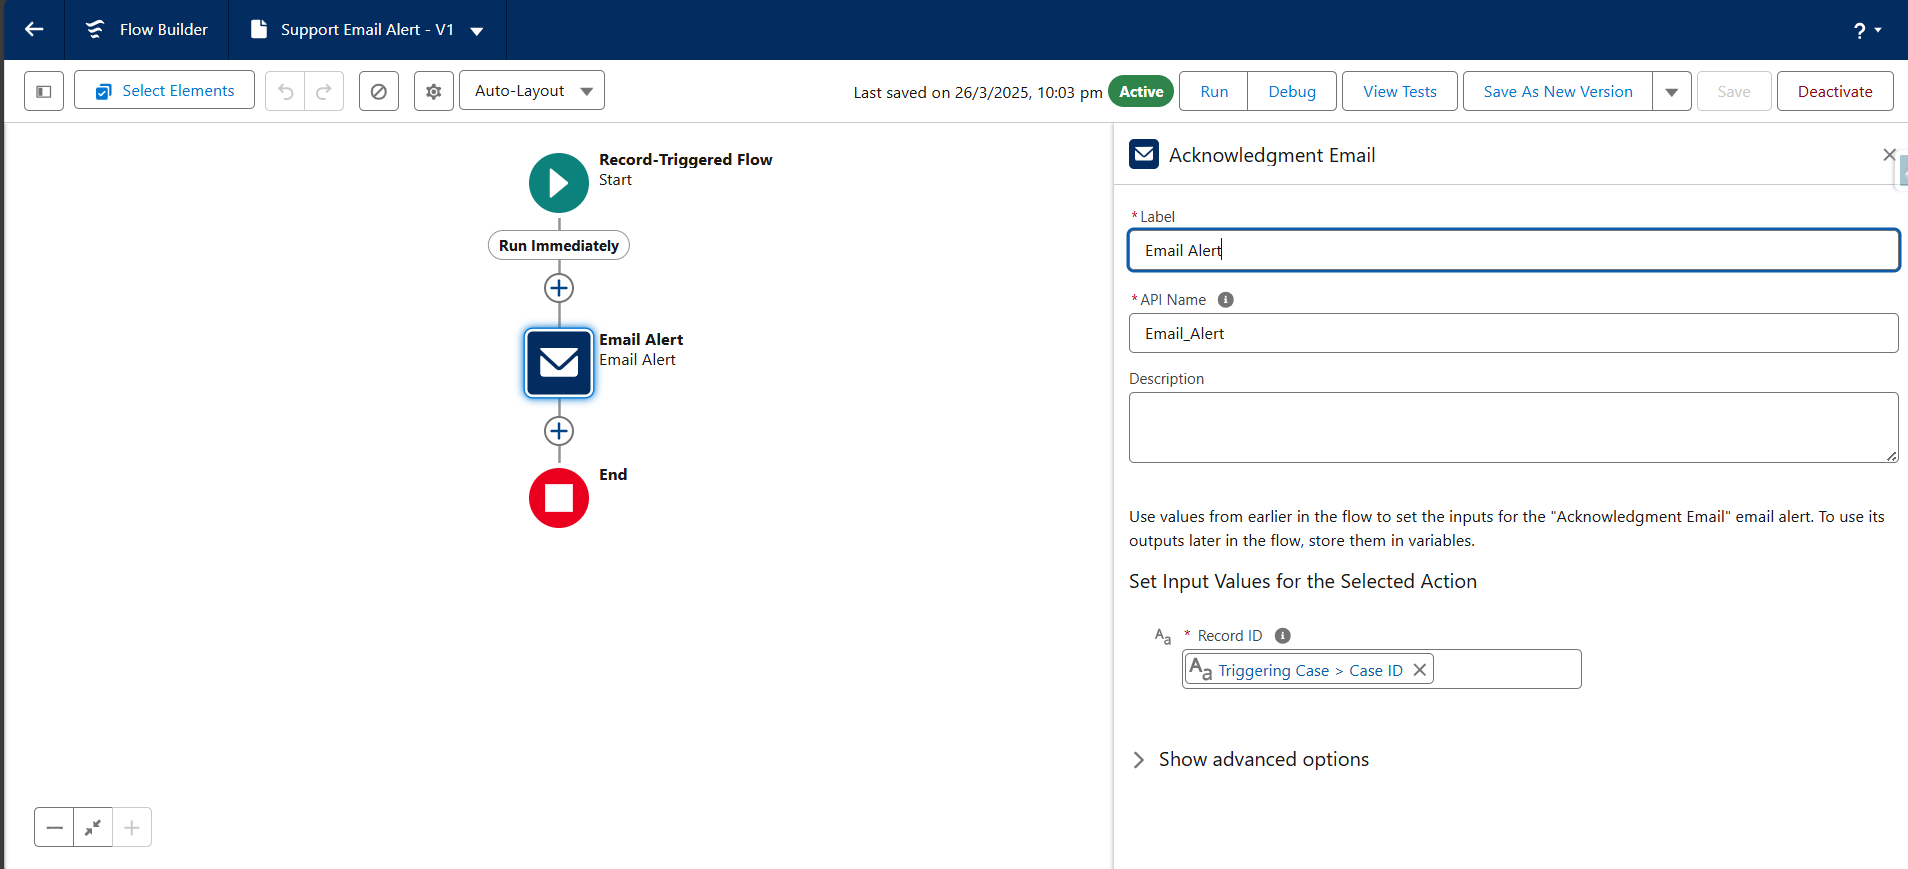 Flow Builder
Support Email Alert - V1
?
Select Elements
Auto-Layout
Last saved on 26/3/2025, 10:03 pm
Active
Run
Debug
View Tests
Save As New Version
Save
Deactivate
Record-Triggered Flow
Start
Run Immediately
Email Alert
Email Alert
End
Acknowledgment Email
* Label
Email Alert
* API Name
Email_Alert
Description
Use values from earlier in the flow to set the inputs for the "Acknowledgment Email" email alert. To use its
outputs later in the flow, store them in variables.
Set Input Values for the Selected Action
Aa * Record ID
Aa Triggering Case > Case ID
Show advanced options